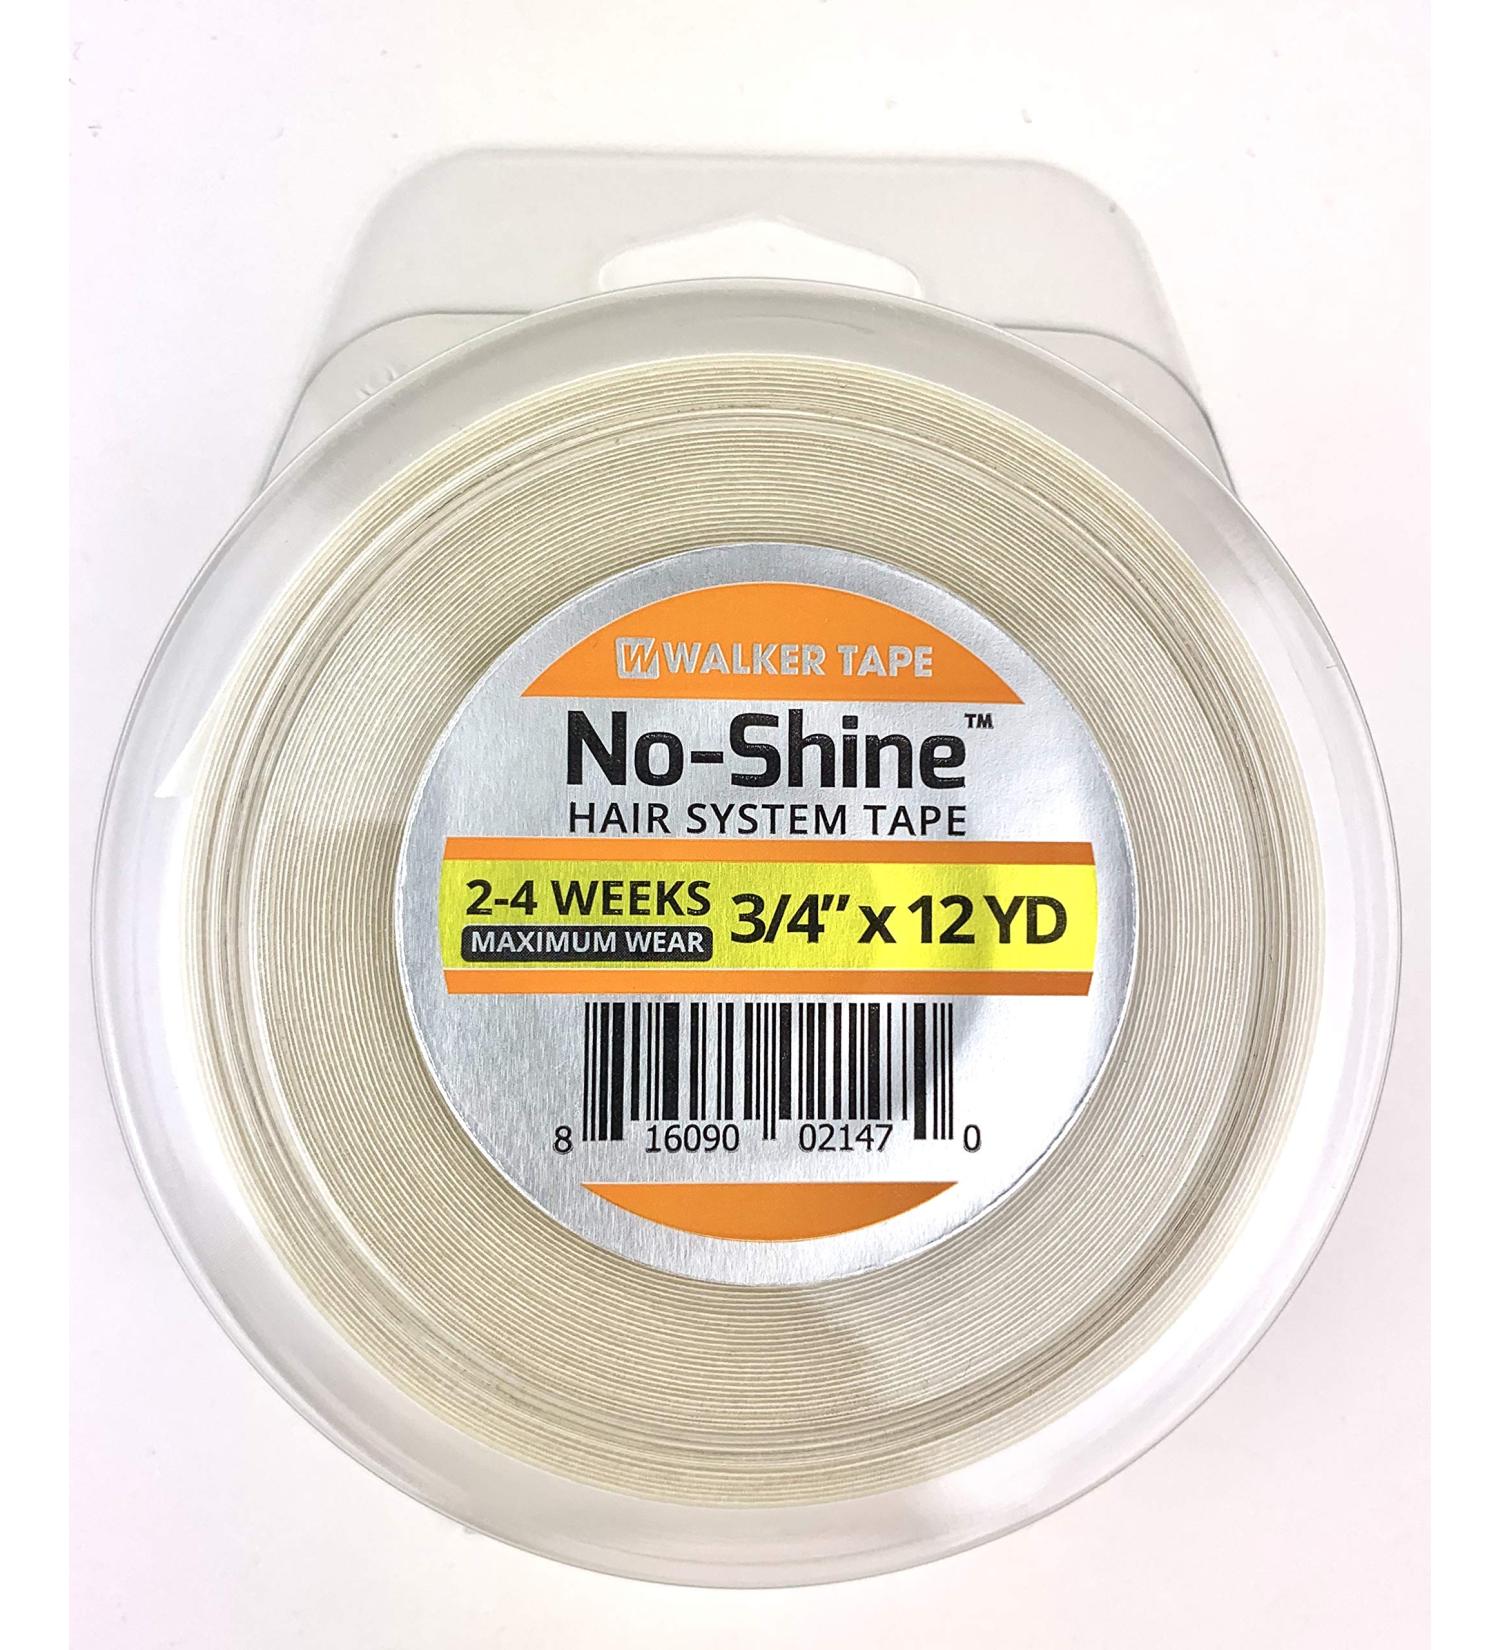 WALKER TAPE
No-Shine™
HAIR SYSTEM TAPE
2-4 WEEKS
MAXIMUM WEAR
3/4" x 12 YD
8 16090 02147 0